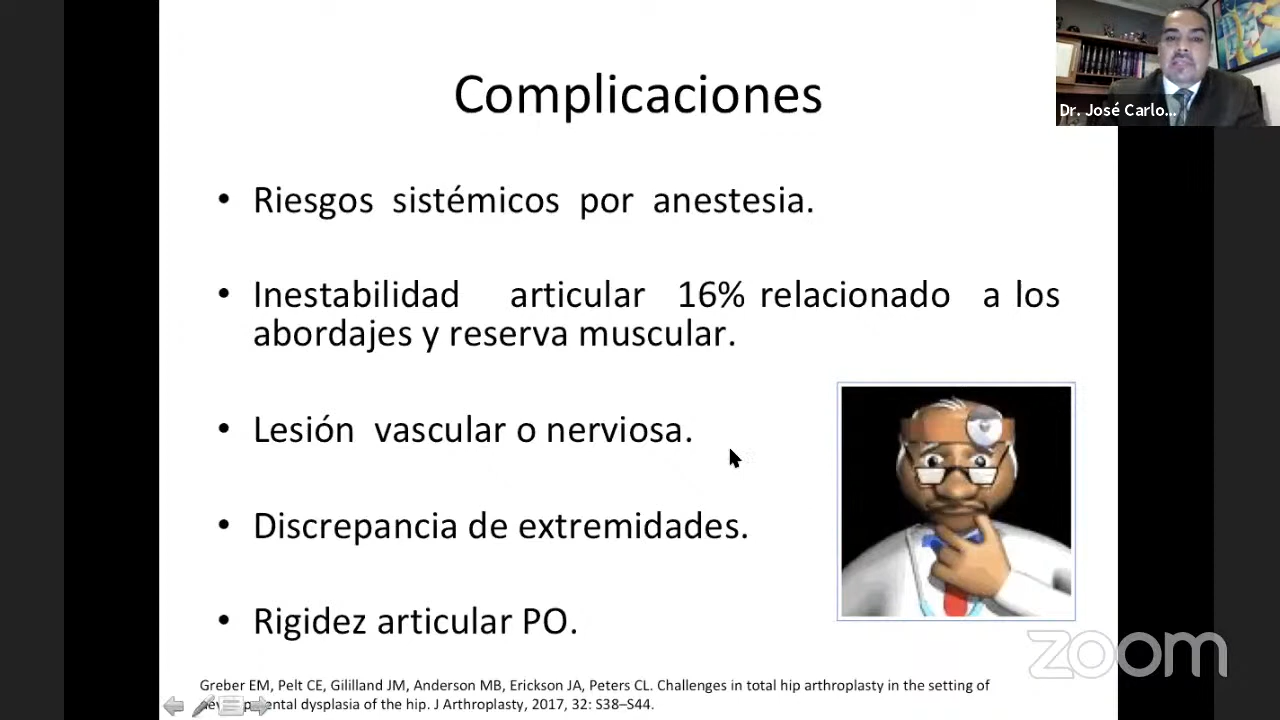 Complicaciones
Dr. José Carlo...
• Riesgos sistémicos por anestesia.
• Inestabilidad articular 16% relacionado a los
abordajes y reserva muscular.
• Lesión vascular o nerviosa.
• Discrepancia de extremidades.
• Rigidez articular PO.
zoom
Greber EM, Pelt CE, Gililland JM, Anderson MB, Erickson JA, Peters CL. Challenges in total hip arthroplasty in the setting of
dysplasia of the hip. J Arthroplasty, 2017, 32: S38–S44.